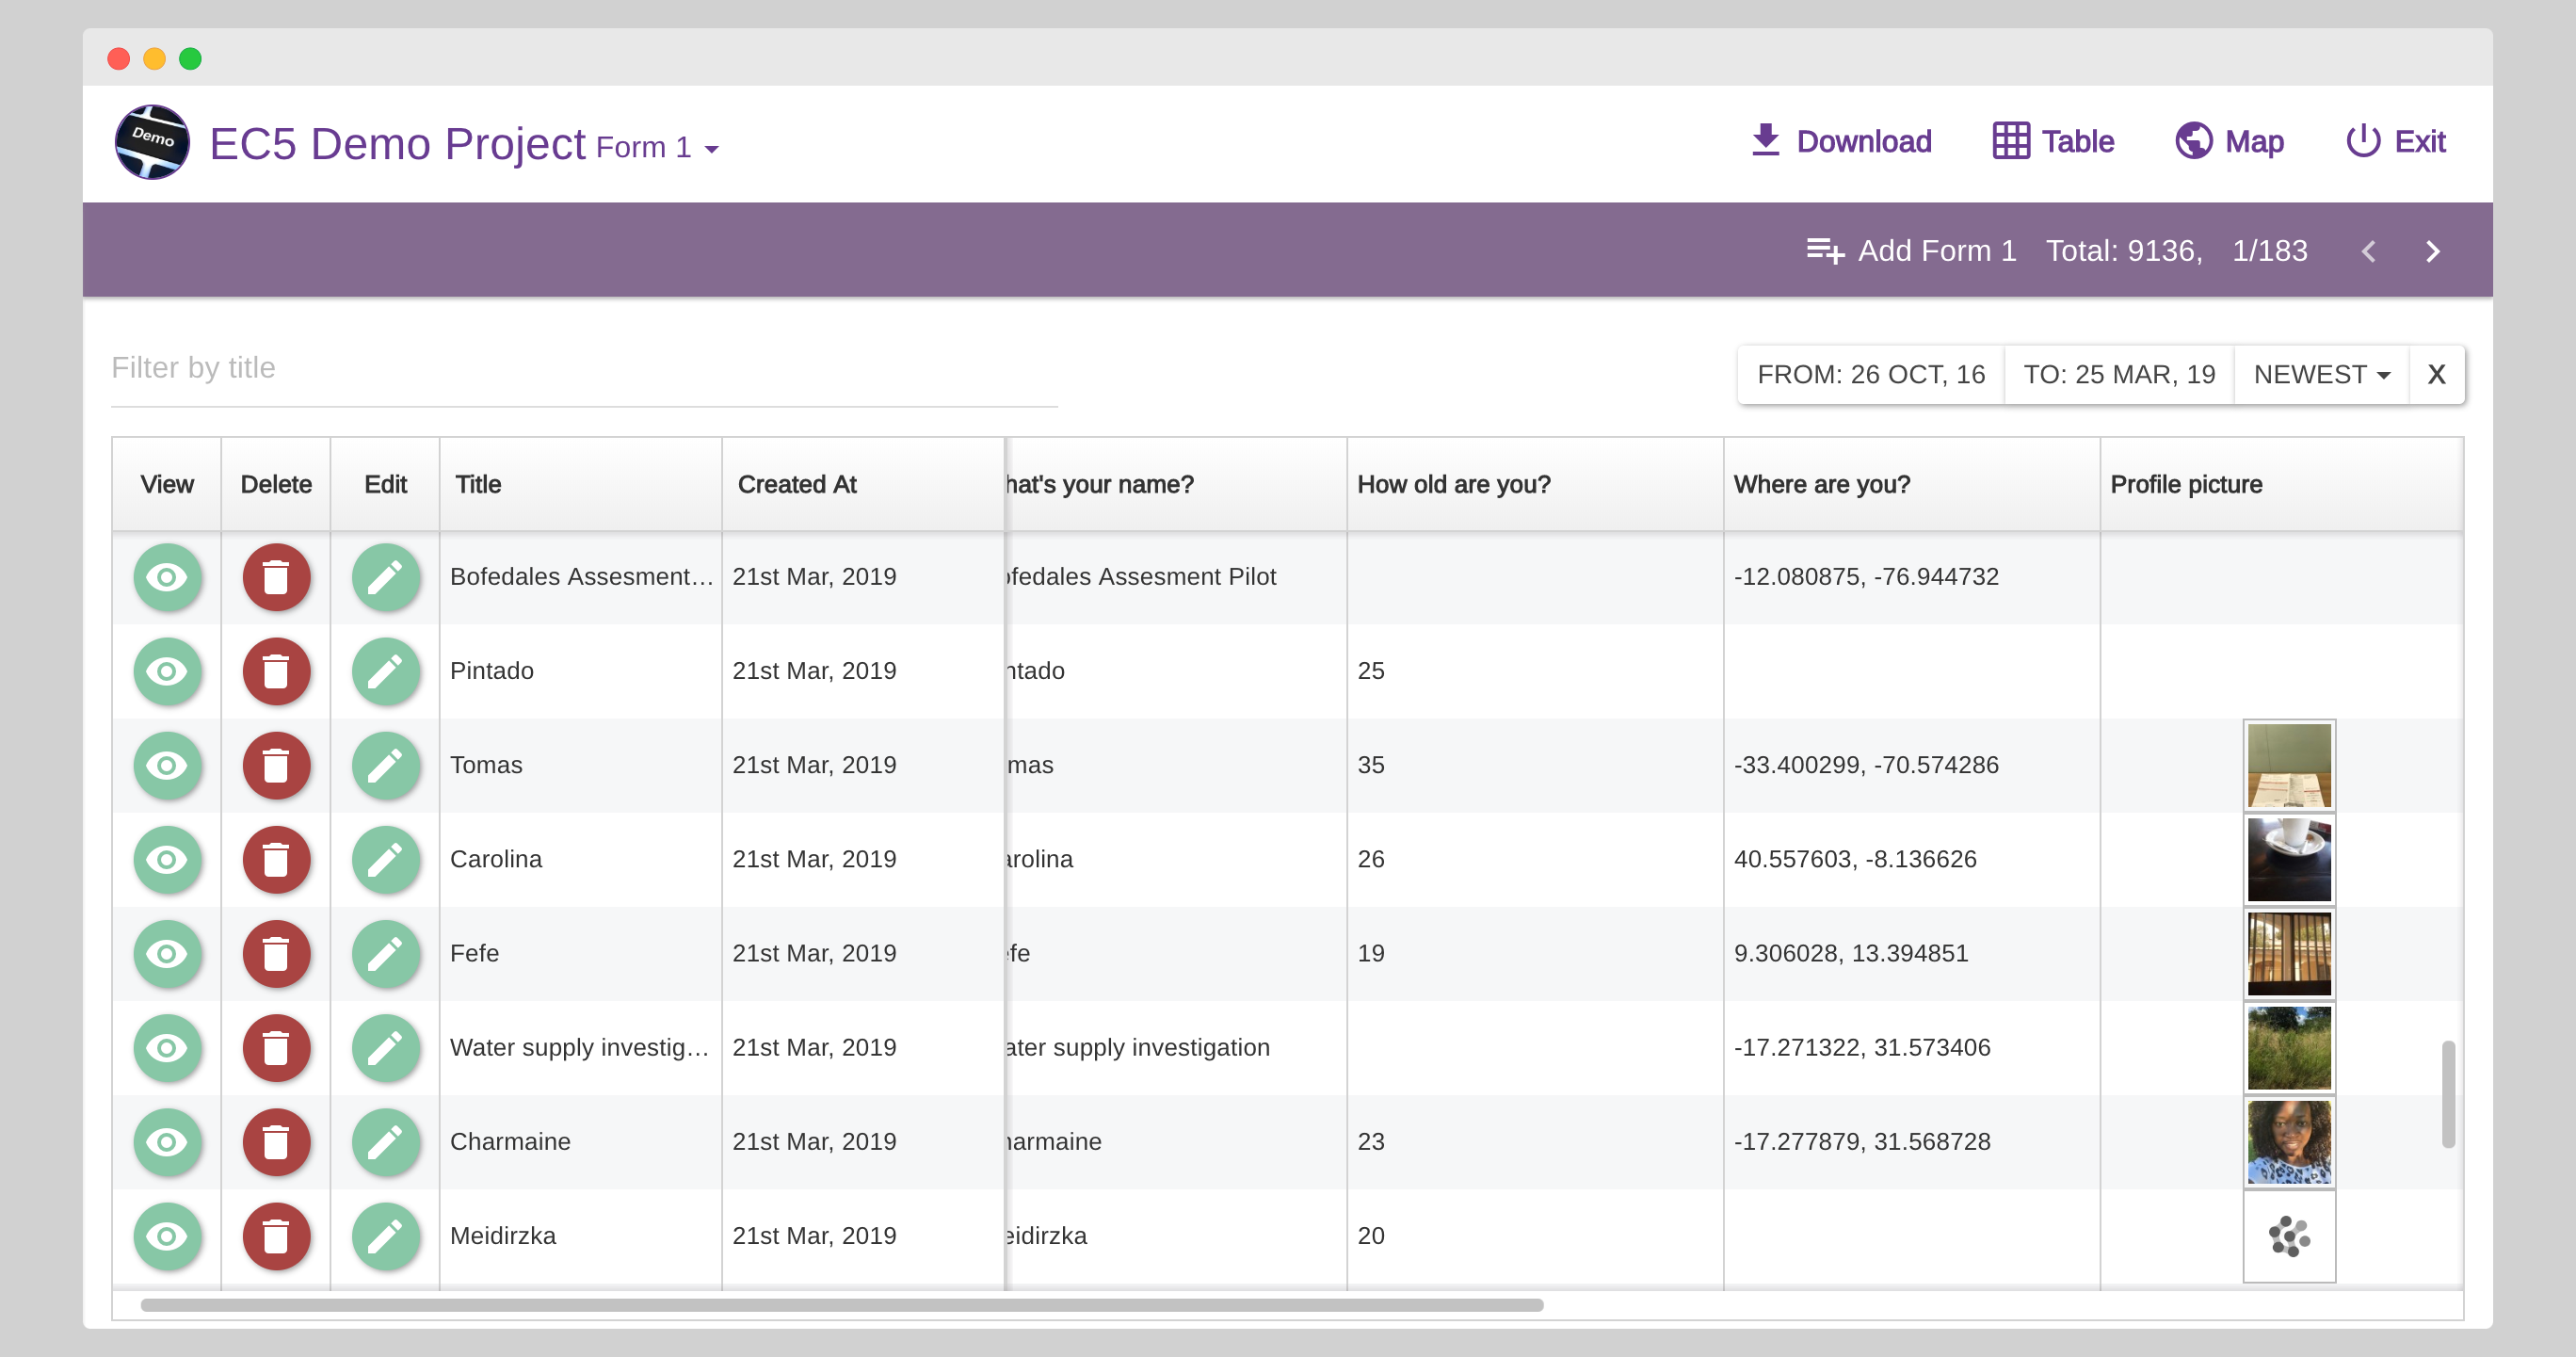 Demo
EC5 Demo Project Form 1
Download Table Map Exit
Add Form 1 Total: 9136, 1/183
Filter by title
FROM: 26 OCT, 16 TO: 25 MAR, 19 NEWEST X
View Delete Edit Title Created At hat's your name? How old are you? Where are you? Profile picture
Bofedales Assesment... 21st Mar, 2019 ofedales Assesment Pilot -12.080875, -76.944732
Pintado 21st Mar, 2019 ntado 25
Tomas 21st Mar, 2019 mas 35 -33.400299, -70.574286
Carolina 21st Mar, 2019 arolina 26 40.557603, -8.136626
Fefe 21st Mar, 2019 efe 19 9.306028, 13.394851
Water supply investig... 21st Mar, 2019 ater supply investigation -17.271322, 31.573406
Charmaine 21st Mar, 2019 harmaine 23 -17.277879, 31.568728
Meidirzka 21st Mar, 2019 eidirzka 20